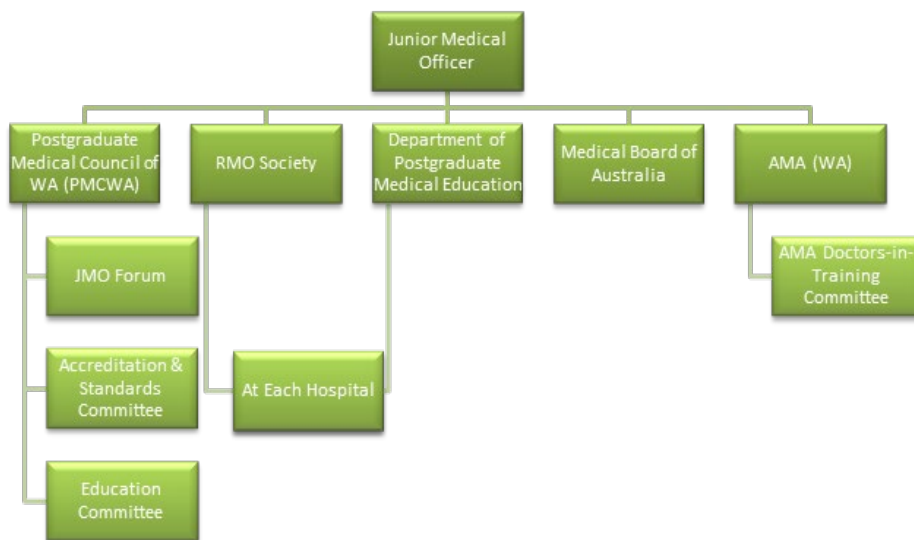 Junior Medical
Officer
Postgraduate
Medical Council of
WA (PMCWA)
RMO Society
Department of
Postgraduate
Medical Education
Medical Board of
Australia
AMA (WA)
JMO Forum
AMA Doctors-in-
Training
Committee
Accreditation &
Standards
Committee
At Each Hospital
Education
Committee